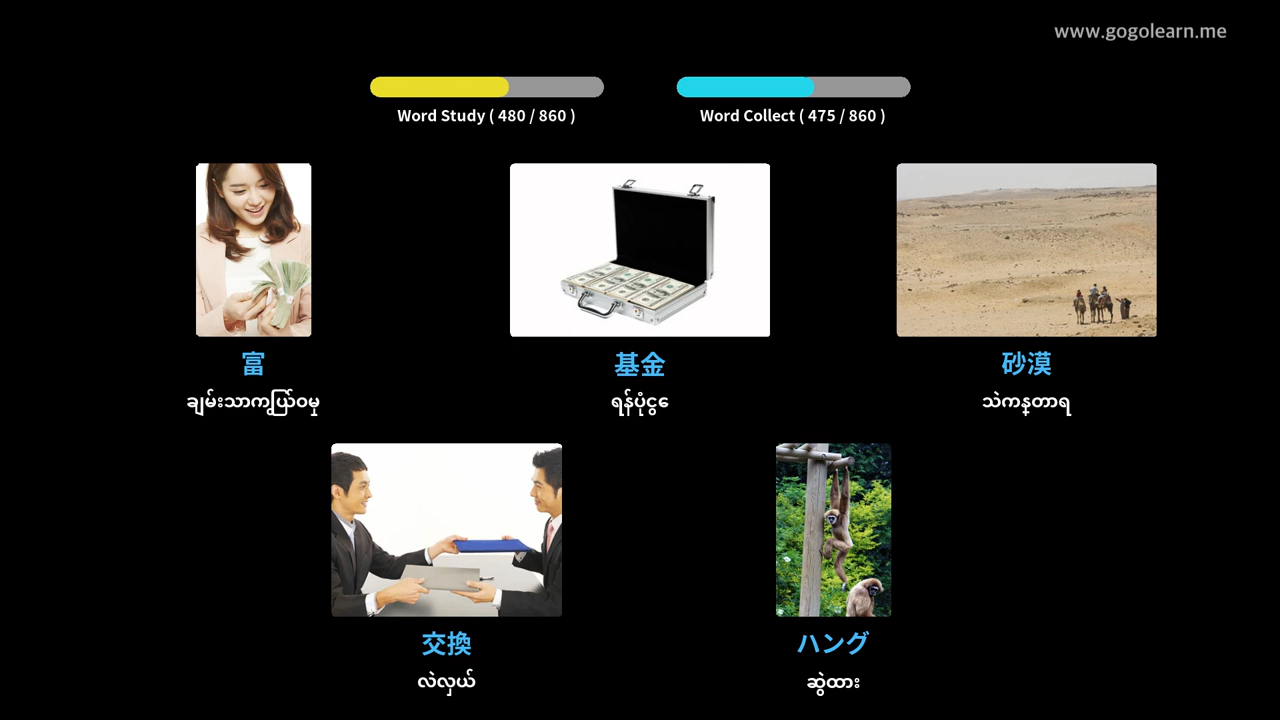 www.gogolearn.me
Word Study ( 480 / 860 )
Word Collect ( 475 / 860 )
富
ချမ်းသာကွယ်ဝမှု
基金
ရန်ပုံငွေ
砂漠
သဲကန္တာရ
交換
လဲလှယ်
ハング
ဆွဲထား